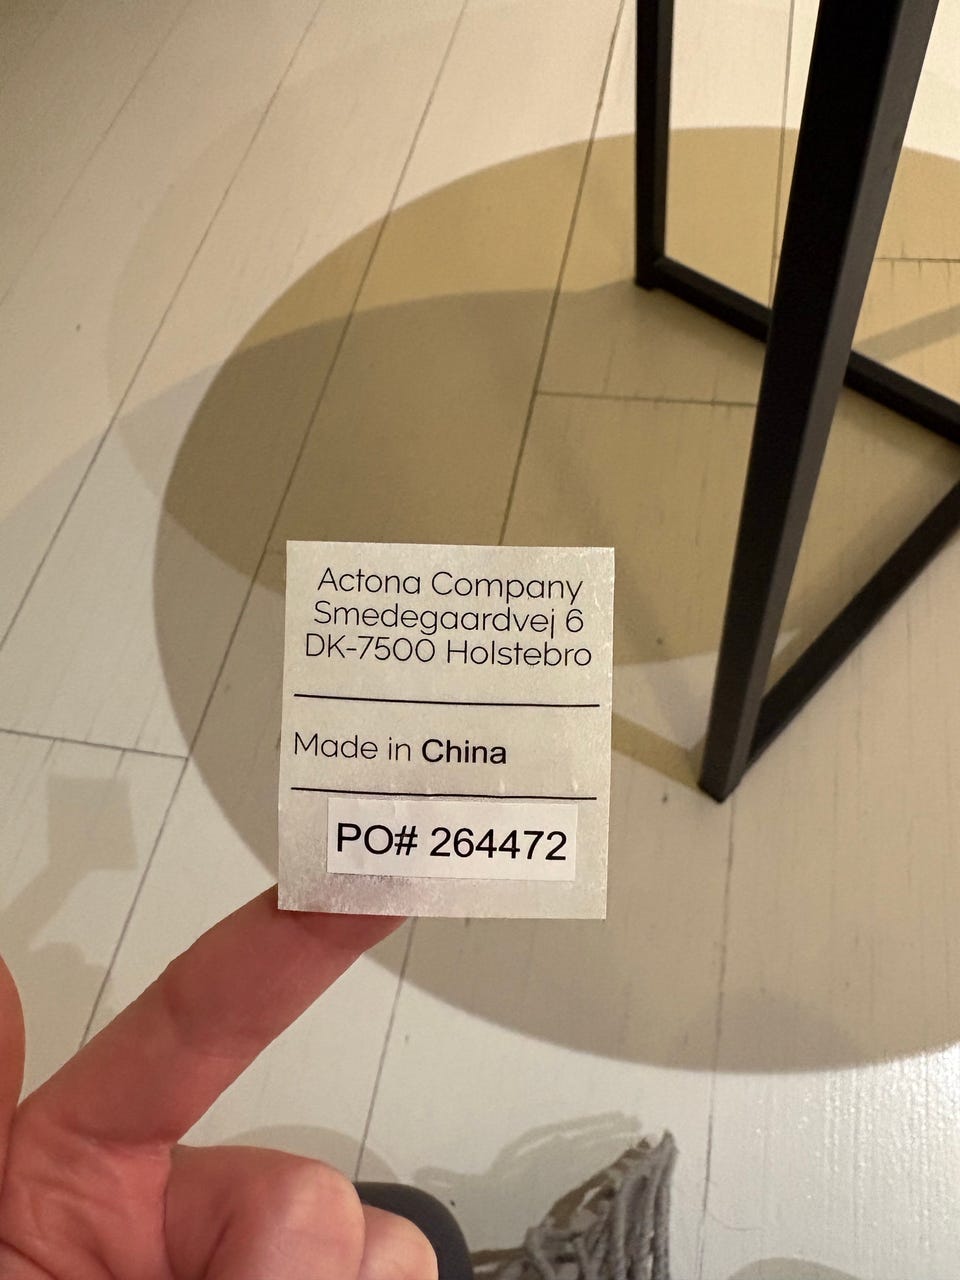 Actona Company
Smedegaardvej 6
DK-7500 Holstebro
Made in China
PO# 264472